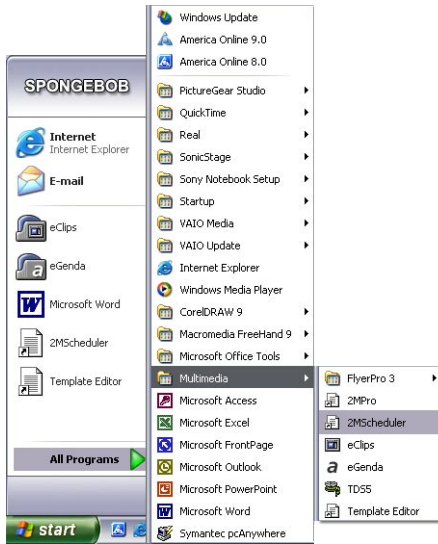 SPONGEBOB
Internet
Internet Explorer
E-mail
eClips
eGenda
Microsoft Word
2MScheduler
Template Editor
All Programs
start
Windows Update
America Online 9.0
America Online 8.0
PictureGear Studio
QuickTime
Real
SonicStage
Sony Notebook Setup
Startup
VAIO Media
VAIO Update
Internet Explorer
Windows Media Player
CorelDRAW 9
Macromedia FreeHand 9
Microsoft Office Tools
Multimedia
Microsoft Access
Microsoft Excel
Microsoft FrontPage
Microsoft Outlook
Microsoft PowerPoint
Microsoft Word
Symantec pcAnywhere
FlyerPro 3
2MPro
2MScheduler
eClips
eGenda
TDS5
Template Editor